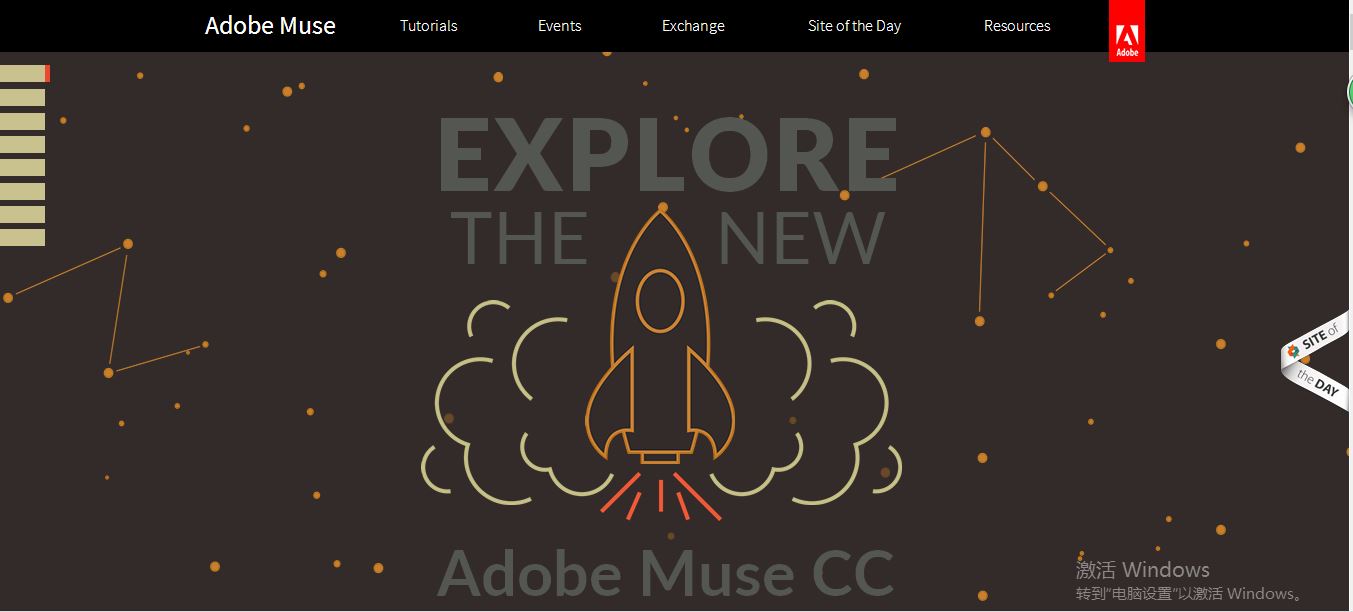 Adobe Muse
Tutorials
Events
Exchange
Site of the Day
Resources
Adobe
EXPLORE
THE NEW
SITE of
the DAY
Adobe Muse CC
激活 Windows
转到"电脑设置"以激活 Windows。